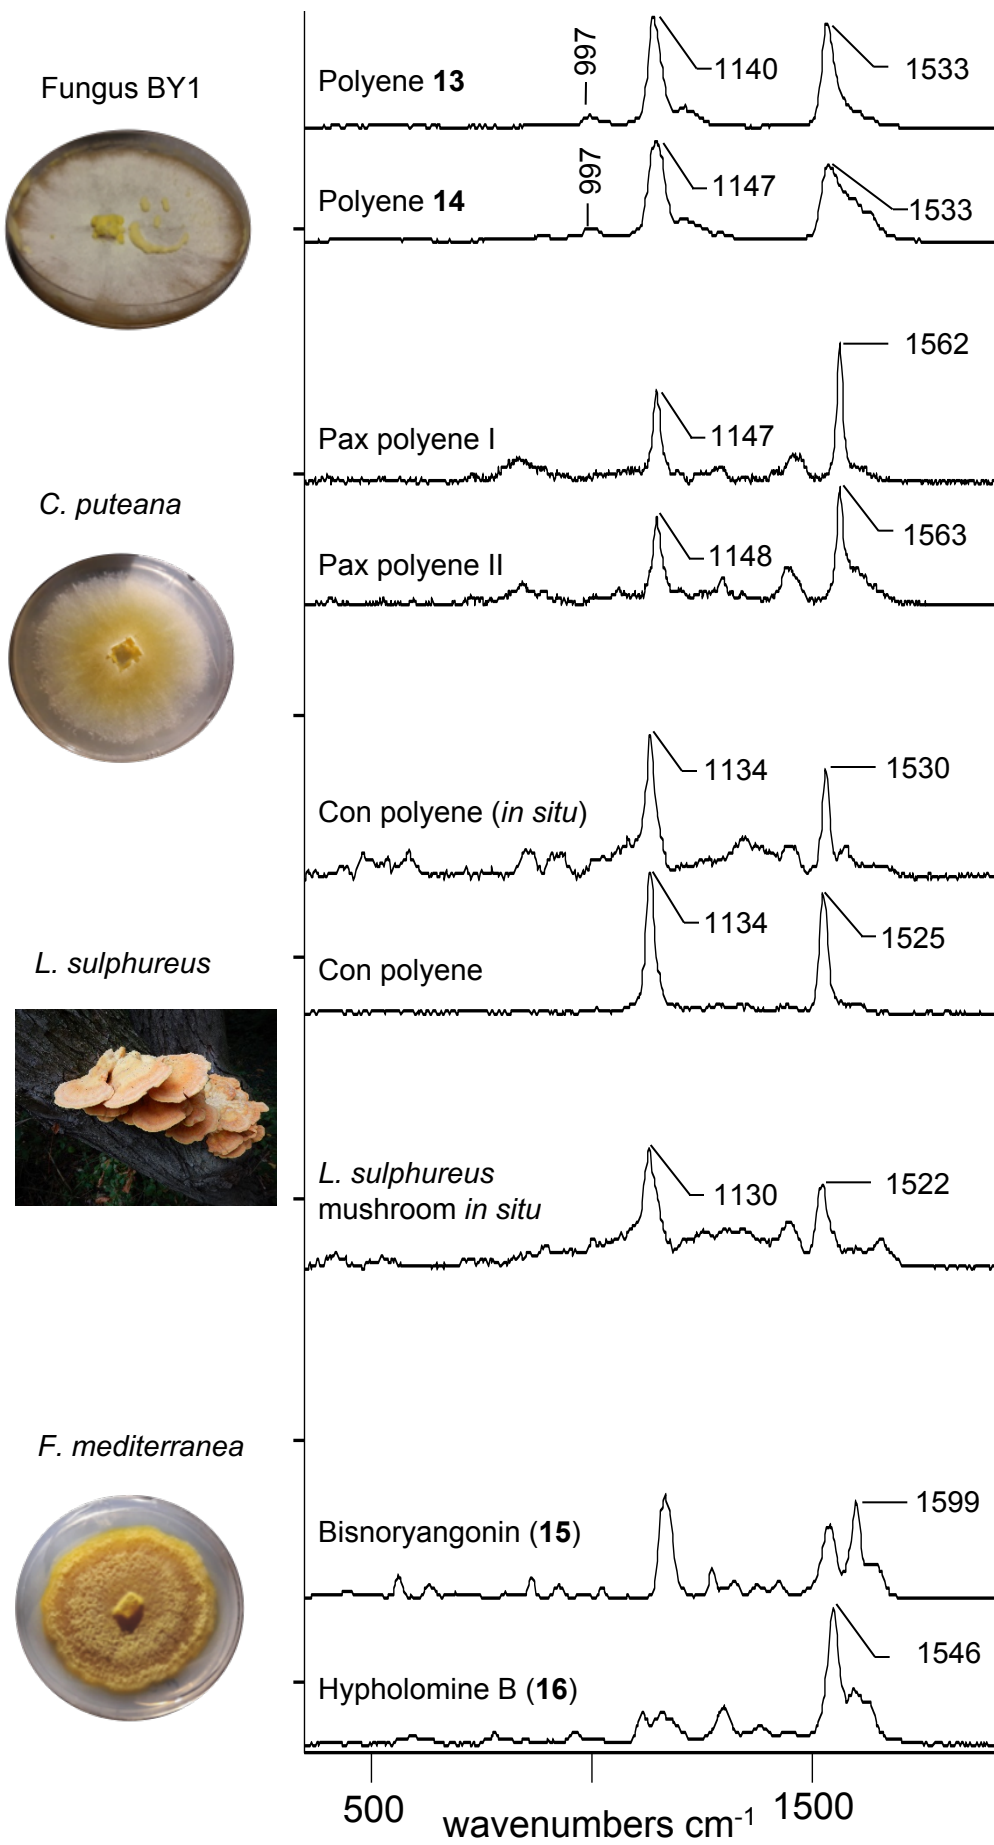 Fungus BY1
Polyene 13
997
1140
1533
Polyene 14
997
1147
1533
Pax polyene I
1147
1562
C. puteana
Pax polyene II
1148
1563
Con polyene (in situ)
1134
1530
L. sulphureus
Con polyene
1134
1525
L. sulphureus
mushroom in situ
1130
1522
F. mediterranea
Bisnoryangonin (15)
1599
Hypholomine B (16)
1546
500
1500
wavenumbers cm-1